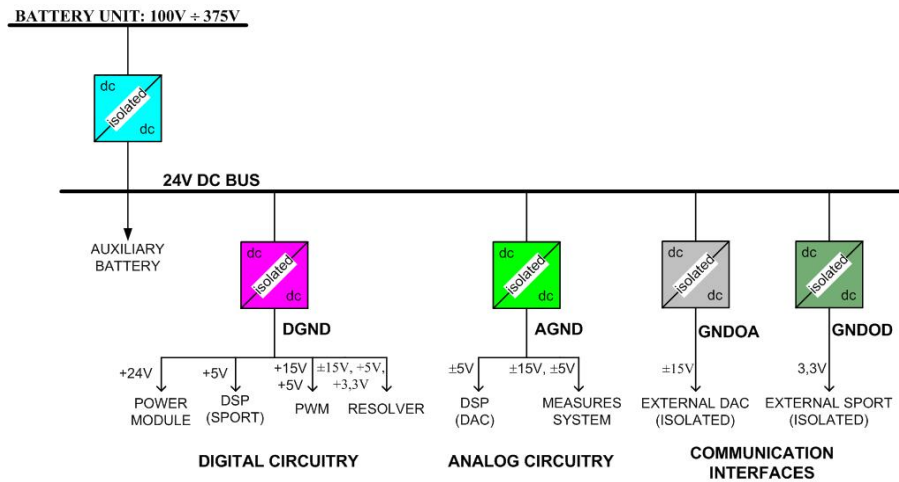 BATTERY UNIT: 100V ÷ 375V
dc
isolated
dc
24V DC BUS
AUXILIARY
BATTERY
dc
isolated
dc
DGND
dc
isolated
dc
AGND
dc
isolated
dc
GNDOA
dc
isolated
dc
GNDOD
+24V
POWER
MODULE
+5V
DSP
(SPORT)
+15V
+5V
PWM
±15V, +5V,
+3,3V
RESOLVER
±5V
DSP
(DAC)
±15V, ±5V
MEASURES
SYSTEM
±15V
EXTERNAL DAC
(ISOLATED)
3,3V
EXTERNAL SPORT
(ISOLATED)
DIGITAL CIRCUITRY
ANALOG CIRCUITRY
COMMUNICATION
INTERFACES